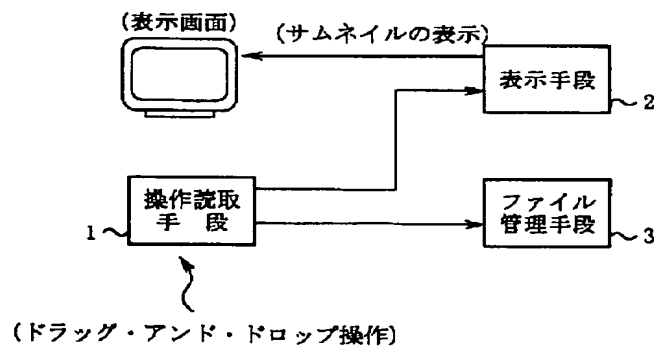 (表示画面)
(サムネイルの表示)
表示手段
2
操作読取
手 段
1
ファイル
管理手段
3
(ドラッグ・アンド・ドロップ操作)